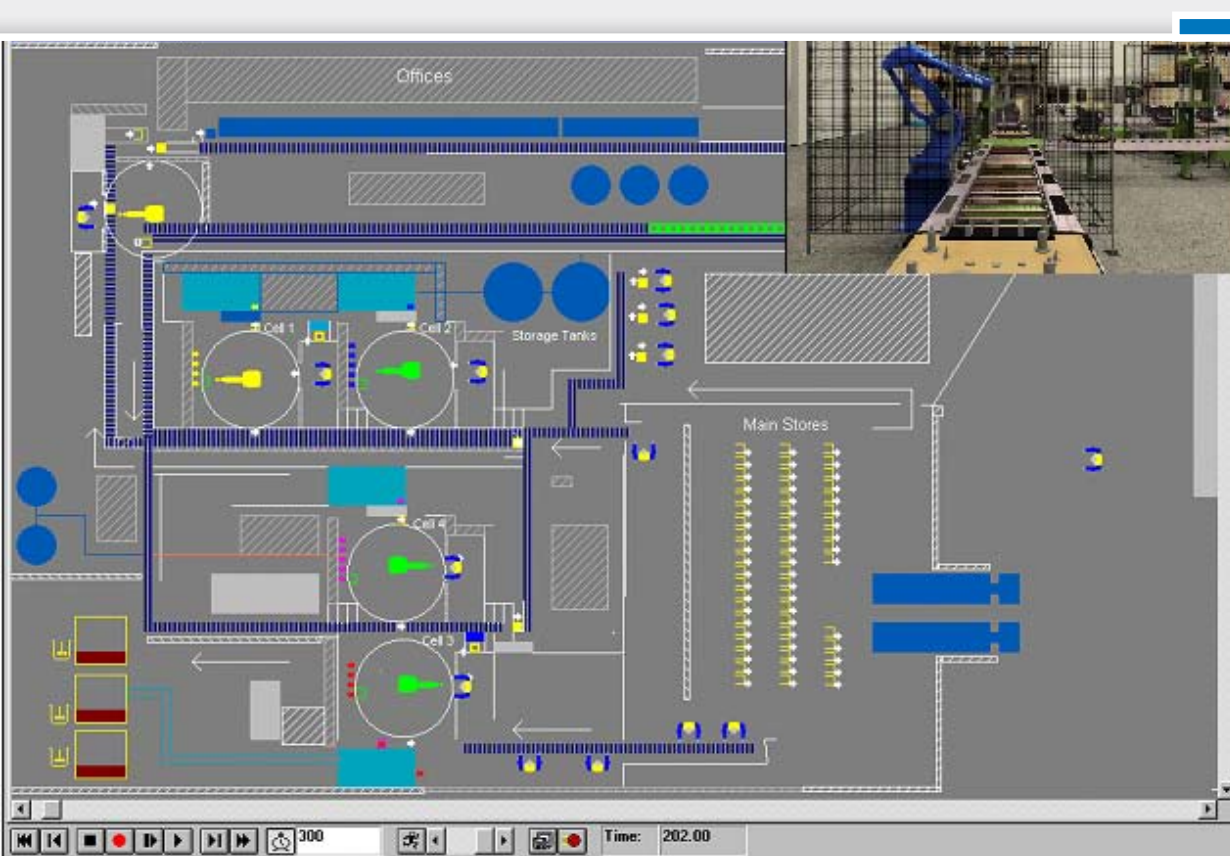 Offices
Cell 1
Cell 2
Storage Tanks
Main Stores
Cell 4
Cell 3
300
Time: 202.00